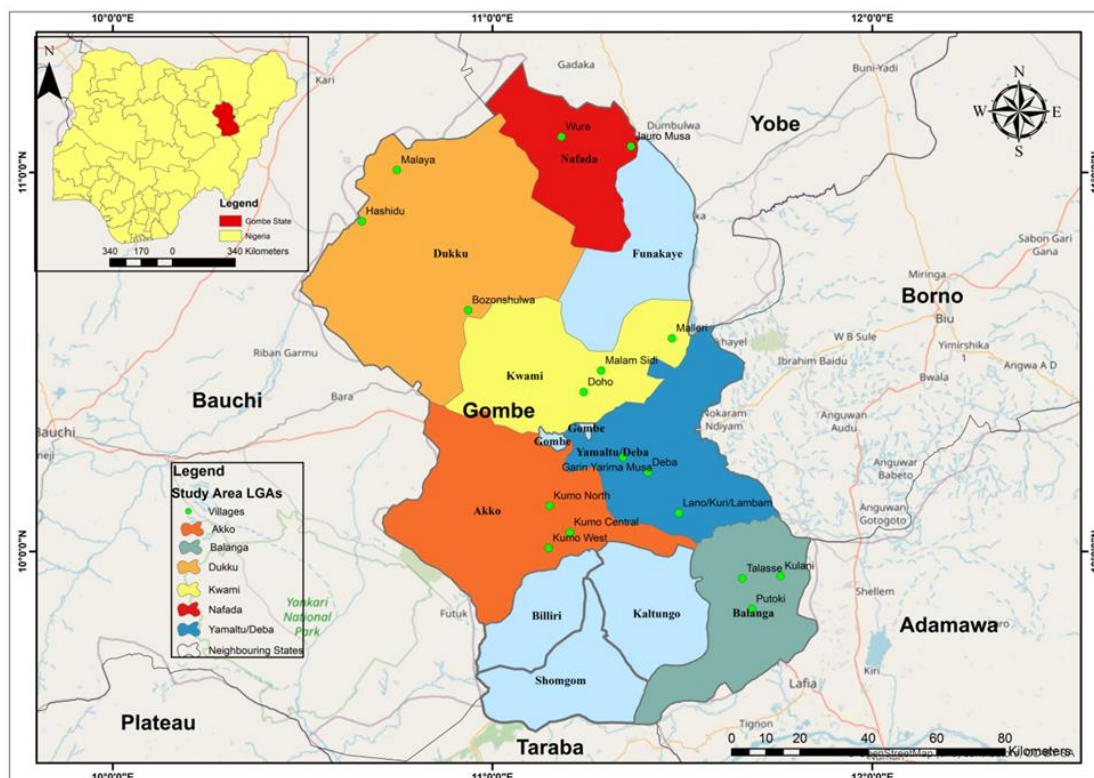 10°0'0"E
11°0'0"E
12°0'0"E
N
Legend
Gombe State
Nigeria
340 170 0 340 Kilometers
Kari
Gadaka
Buni-Yadi
N
W E
S
Yobe
Dumbulwa
Wure
Jauro Musa
Nafada
11°0'0"N
Malaya
Hashidu
Dukku
Funakaye
Sabon Gari
Gana
Miringa
Borno
Biu
Bozonshulwa
Malleri
khayel
W B Sule
Yimirshika
1
Riban Garmu
Ibrahim Baidu
Angwa A D
Malam Sidi
Kwami
Doho
Bwala
Bauchi
Bara
Gombe
Nokaram
Ndiyam
Anguwan
Audu
Bauchi
Gombe
Gombe
Yamaltu/Deba
Garin Yarima Musa
Deba
Anguwar
Babeto
Legend
Study Area LGAs
Villages
Akko
Balanga
Dukku
Kwami
Nafada
Yamaltu/Deba
Neighbouring States
Akko
Kumo North
Kumo Central
Kumo West
Lano/Kuri/Lambam
Anguwan
Gotogoto
10°0'0"N
Talasse
Kulani
Putoki
Balanga
Shellem
Yankari
National
Park
Futuk
Billiri
Kaltungo
Adamawa
Shomgom
Kiri
Lafia
Plateau
Tignon
Taraba
0 10 20 40 60 80
Kilometers
10°0'0"E
11°0'0"E
12°0'0"E